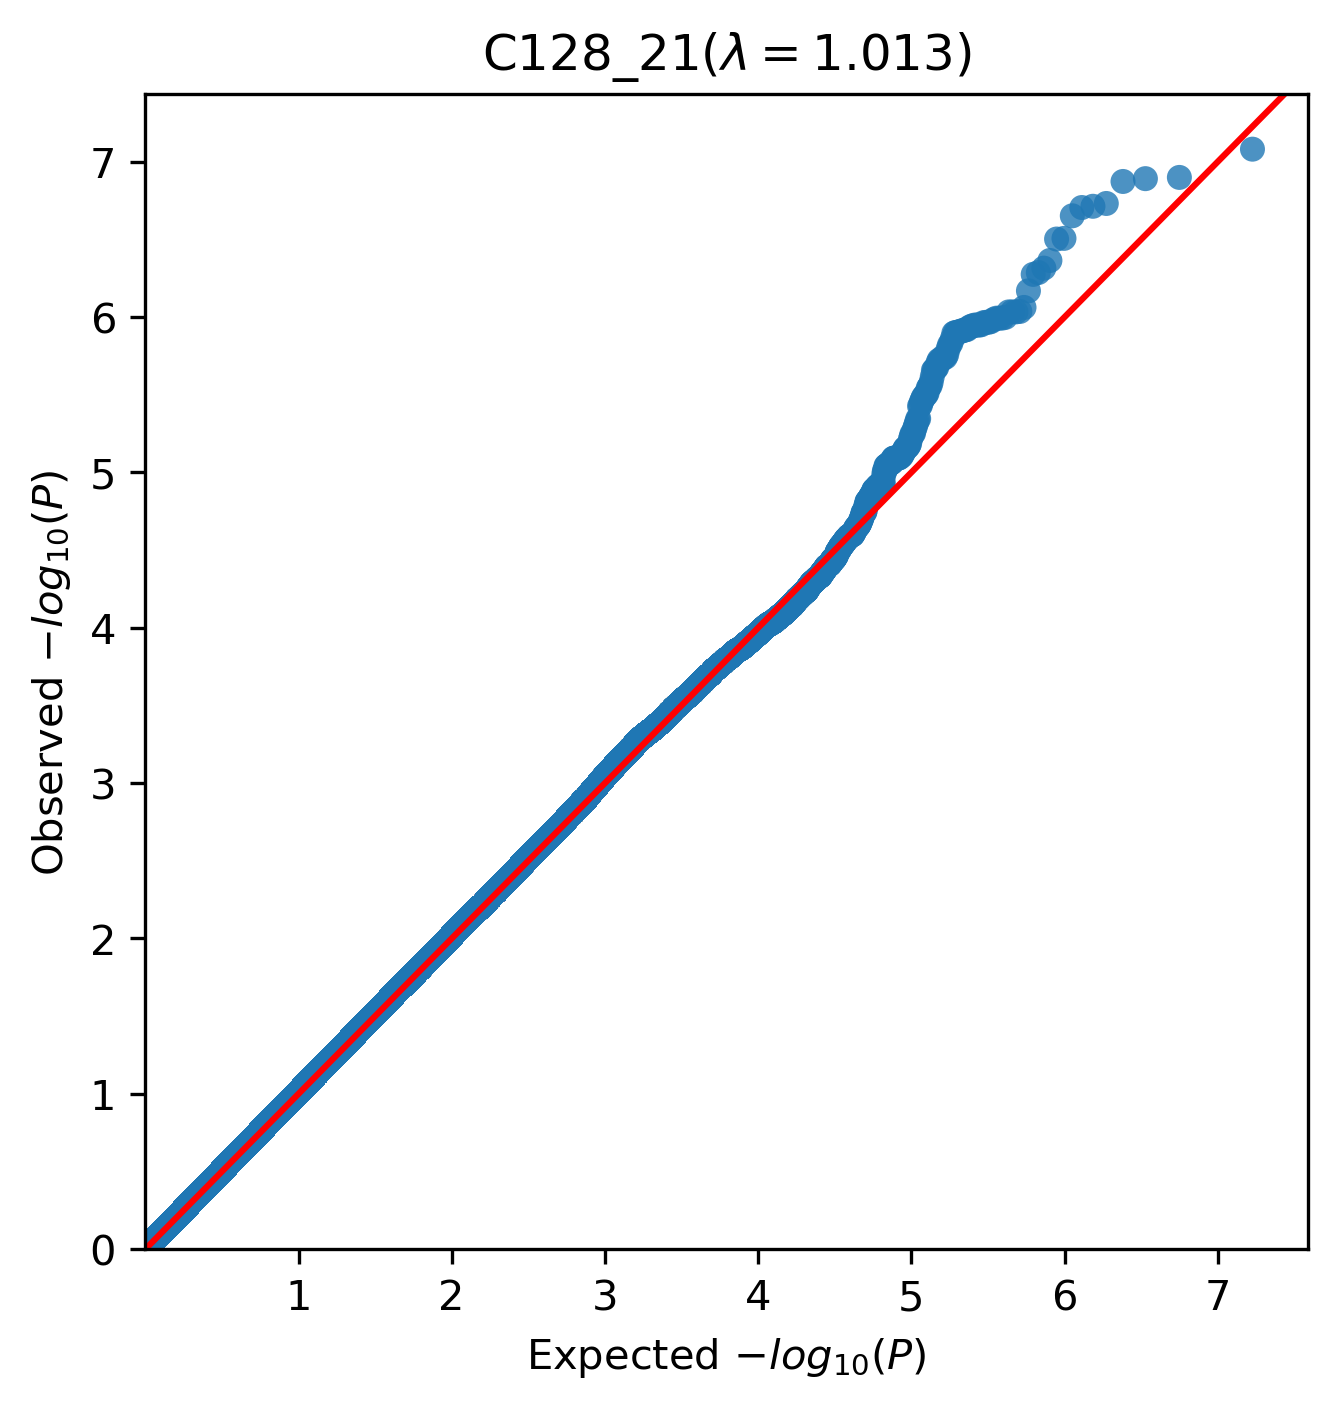 C128_21(λ = 1.013)
Observed −log10(P)
7
6
5
4
3
2
1
0
1 2 3 4 5 6 7
Expected −log10(P)